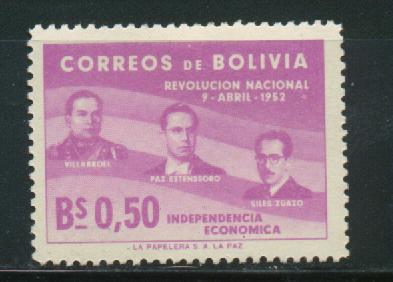 CORREOS DE BOLIVIA
REVOLUCION NACIONAL
9 - ABRIL - 1952
VILLARROEL
PAZ ESTENSSORO
SILES ZUAZO
Bs 0,50
INDEPENDENCIA
ECONOMICA
- LA PAPELERA S. A. LA PAZ -